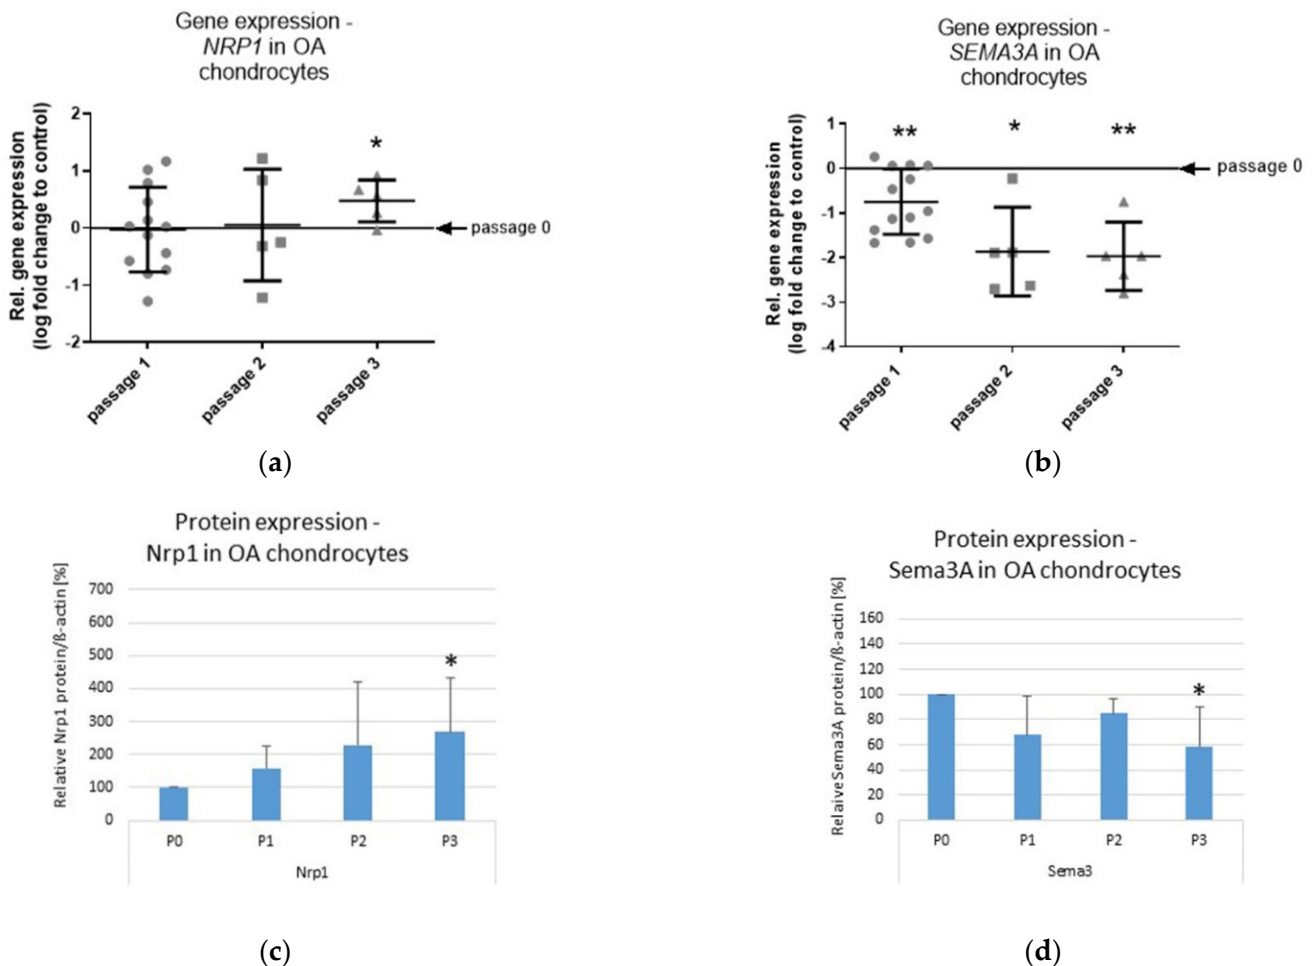 Gene expression -
NRP1 in OA
chondrocytes
Rel. gene expression
(log fold change to control)
2
1
0
-1
-2
*
passage 0
passage 1
passage 2
passage 3
(a)
Gene expression -
SEMA3A in OA
chondrocytes
Rel. gene expression
(log fold change to control)
1
0
-1
-2
-3
-4
**
*
**
passage 0
passage 1
passage 2
passage 3
(b)
Protein expression -
Nrp1 in OA chondrocytes
Relative Nrp1 protein/ß-actin [%]
700
600
500
400
300
200
100
0
*
P0
P1
P2
P3
Nrp1
(c)
Protein expression -
Sema3A in OA chondrocytes
Relaive Sema3A protein/ß-actin [%]
160
140
120
100
80
60
40
20
0
*
P0
P1
P2
P3
Sema3
(d)